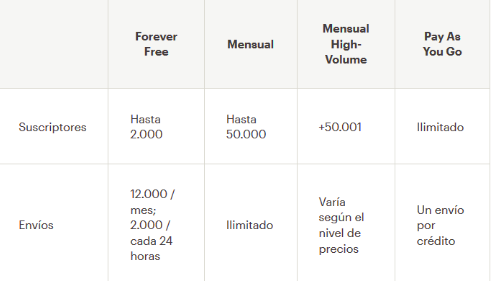 Forever
Free
Mensual
Mensual
High-
Volume
Pay As
You Go
Suscriptores
Hasta
2.000
Hasta
50.000
+50.001
Ilimitado
Envíos
12.000 /
mes;
2.000 /
cada 24
horas
Ilimitado
Varía
según el
nivel de
precios
Un envío
por
crédito